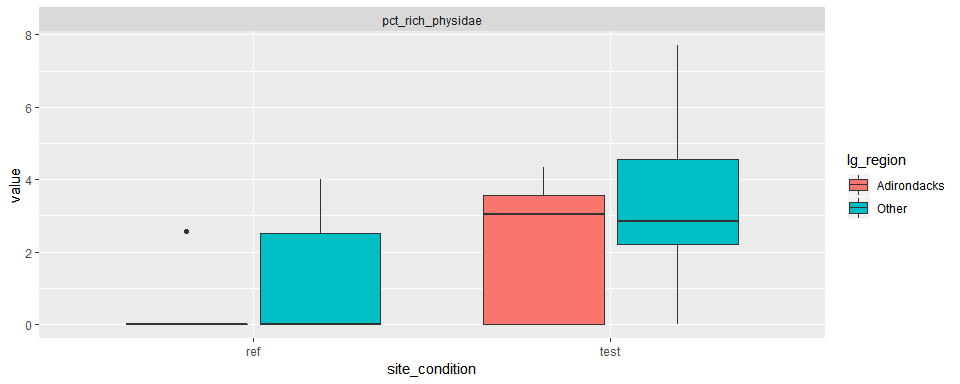 pct_rich_physidae
8
6
4
2
0
value
ref
test
site_condition
lg_region
Adirondacks
Other